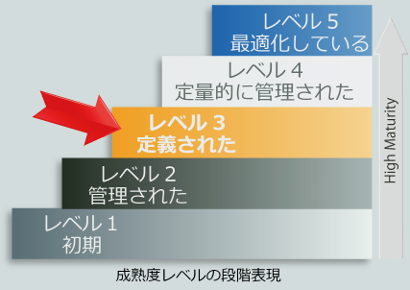 レベル５
最適化している
レベル４
定量的に管理された
レベル３
定義された
レベル２
管理された
レベル１
初期
High Maturity
成熟度レベルの段階表現